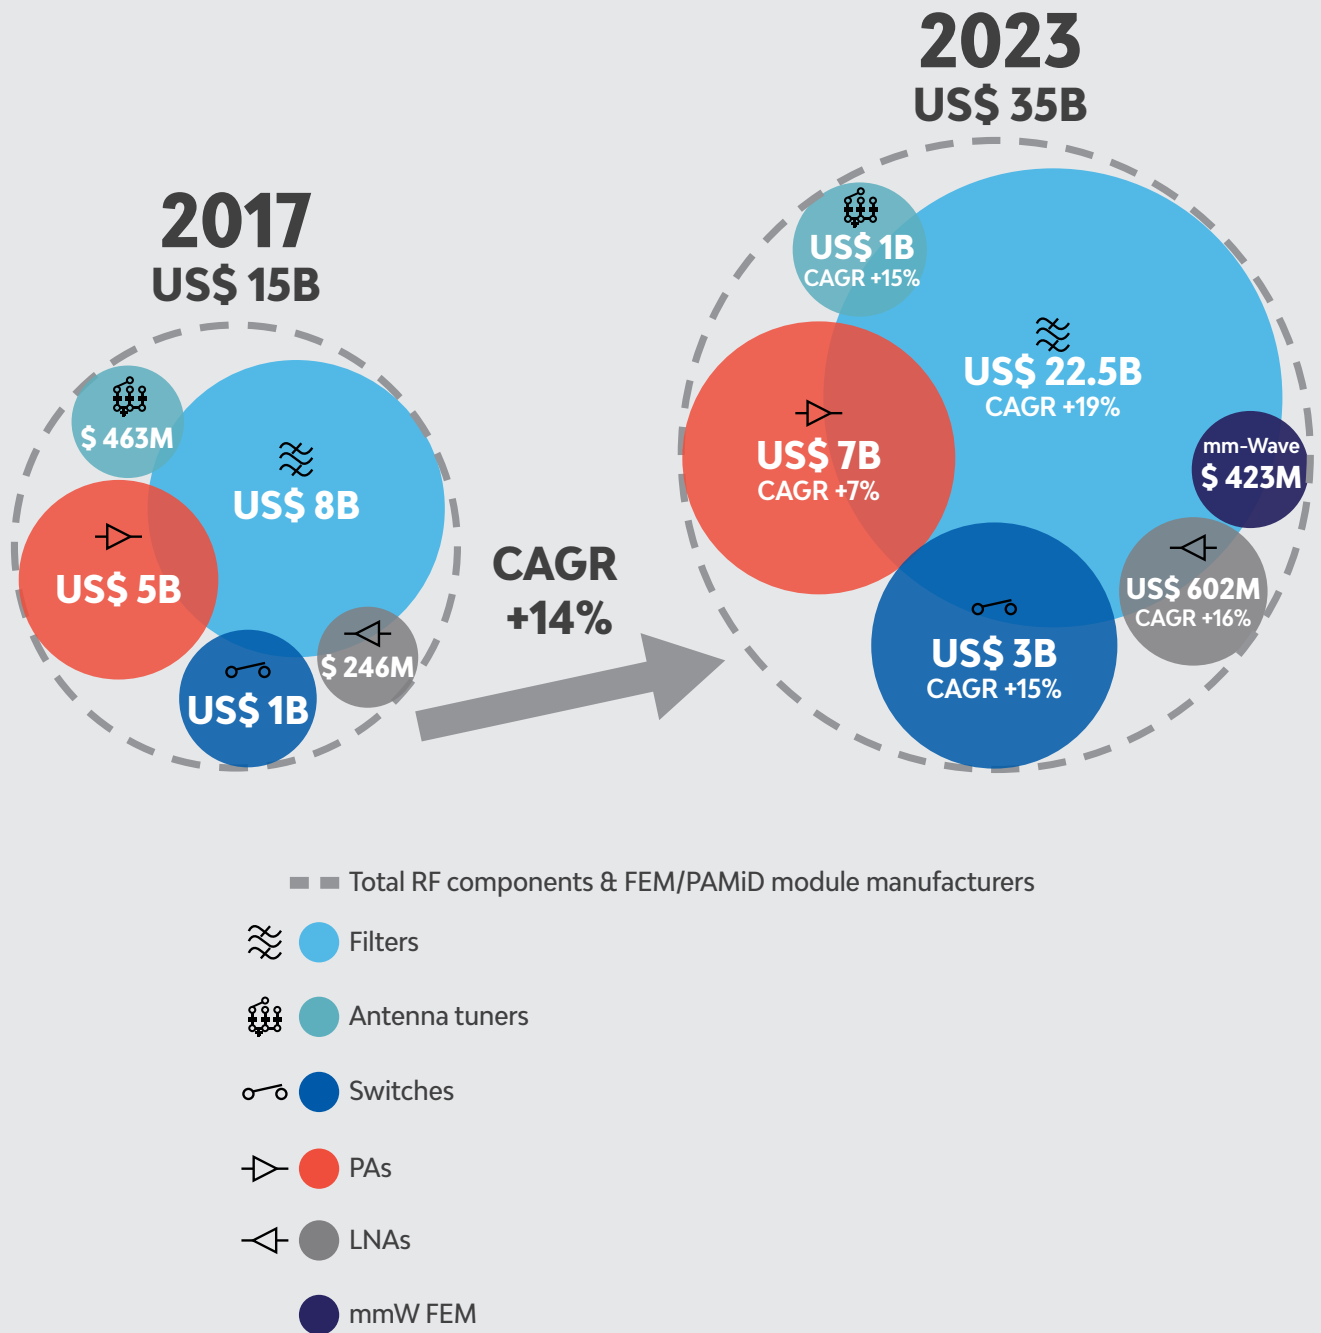 2017
US$ 15B
$ 463M
US$ 8B
US$ 5B
$ 246M
US$ 1B
CAGR
+14%
2023
US$ 35B
US$ 1B
CAGR +15%
US$ 22.5B
CAGR +19%
US$ 7B
CAGR +7%
mm-Wave
$ 423M
US$ 602M
CAGR +16%
US$ 3B
CAGR +15%
Total RF components & FEM/PAMiD module manufacturers
Filters
Antenna tuners
Switches
PAs
LNAs
mmW FEM